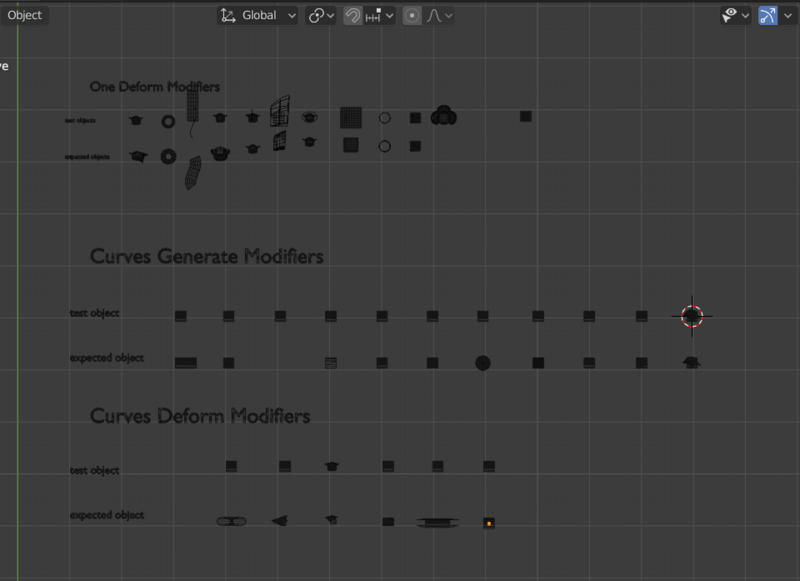 Object
Global
ve
One Deform Modifiers
test objects
expected objects
Curves Generate Modifiers
test object
expected object
Curves Deform Modifiers
test object
expected object